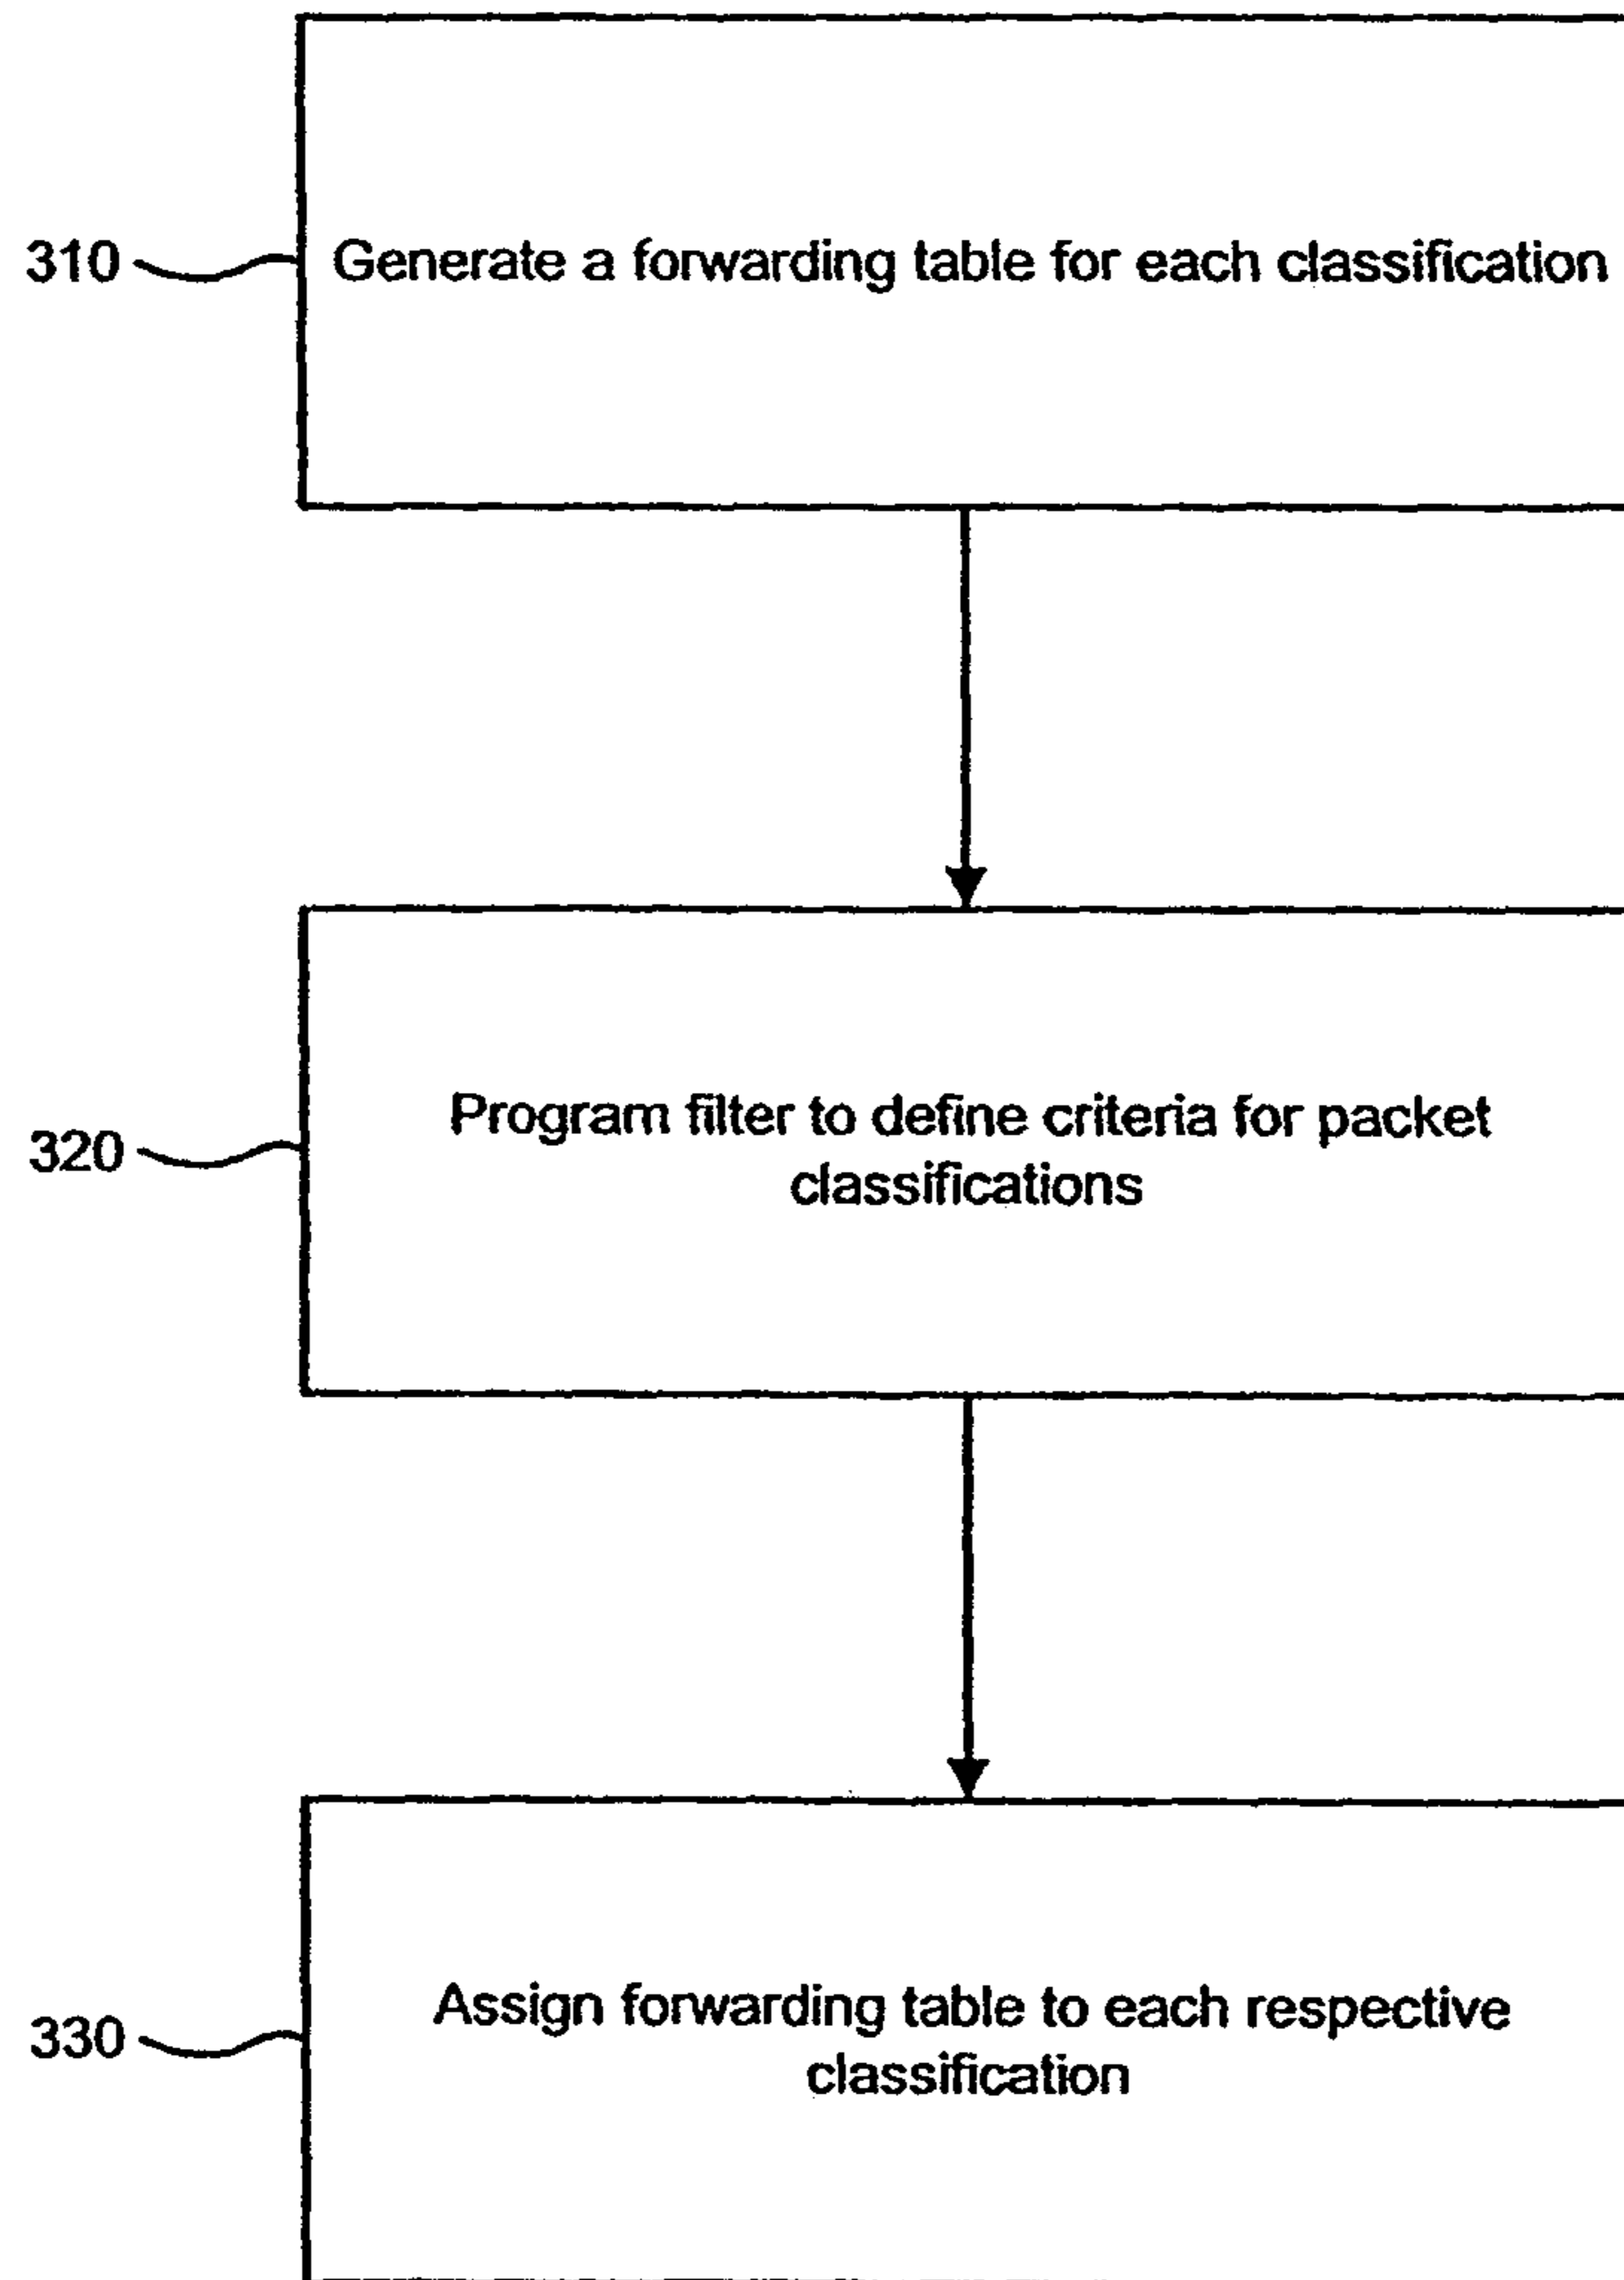 310
Generate a forwarding table for each classification
320
Program filter to define criteria for packet
classifications
330
Assign forwarding table to each respective
classification